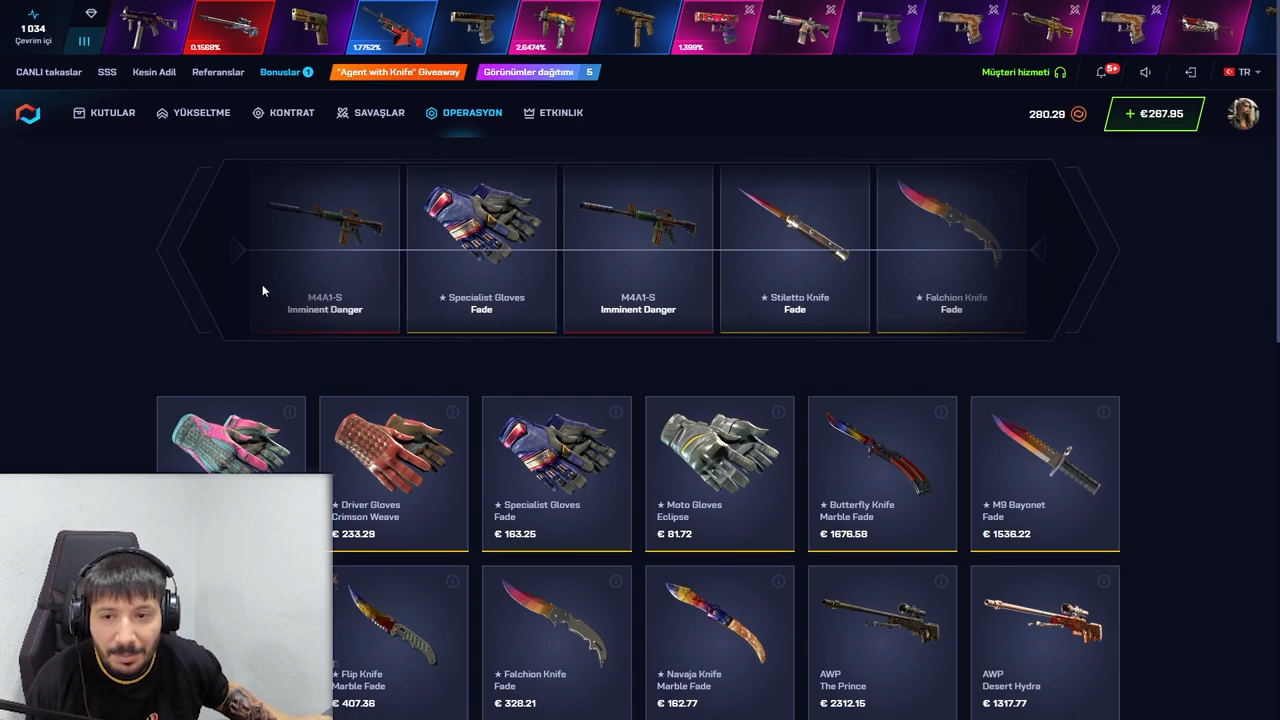 1 034
Çevrim içi
0.1569%
1.7752%
2.6474%
1.399%
CANLI takaslar
SSS
Kesin Adil
Referanslar
Bonuslar 1
"Agent with Knife" Giveaway
Görünümler dağıtımı 5
Müşteri hizmeti
5+
TR
KUTULAR
YÜKSELTME
KONTRAT
SAVAŞLAR
OPERASYON
ETKINLIK
280.29
+ €267.95
M4A1-S
Imminent Danger
★ Specialist Gloves
Fade
M4A1-S
Imminent Danger
★ Stiletto Knife
Fade
★ Falchion Knife
Fade
★ Driver Gloves
Crimson Weave
€ 233.29
★ Specialist Gloves
Fade
€ 163.25
★ Moto Gloves
Eclipse
€ 81.72
★ Butterfly Knife
Marble Fade
€ 1676.58
★ M9 Bayonet
Fade
€ 1536.22
★ Flip Knife
Marble Fade
€ 407.36
★ Falchion Knife
Fade
€ 328.21
★ Navaja Knife
Marble Fade
€ 162.77
AWP
The Prince
€ 2312.15
AWP
Desert Hydra
€ 1317.77